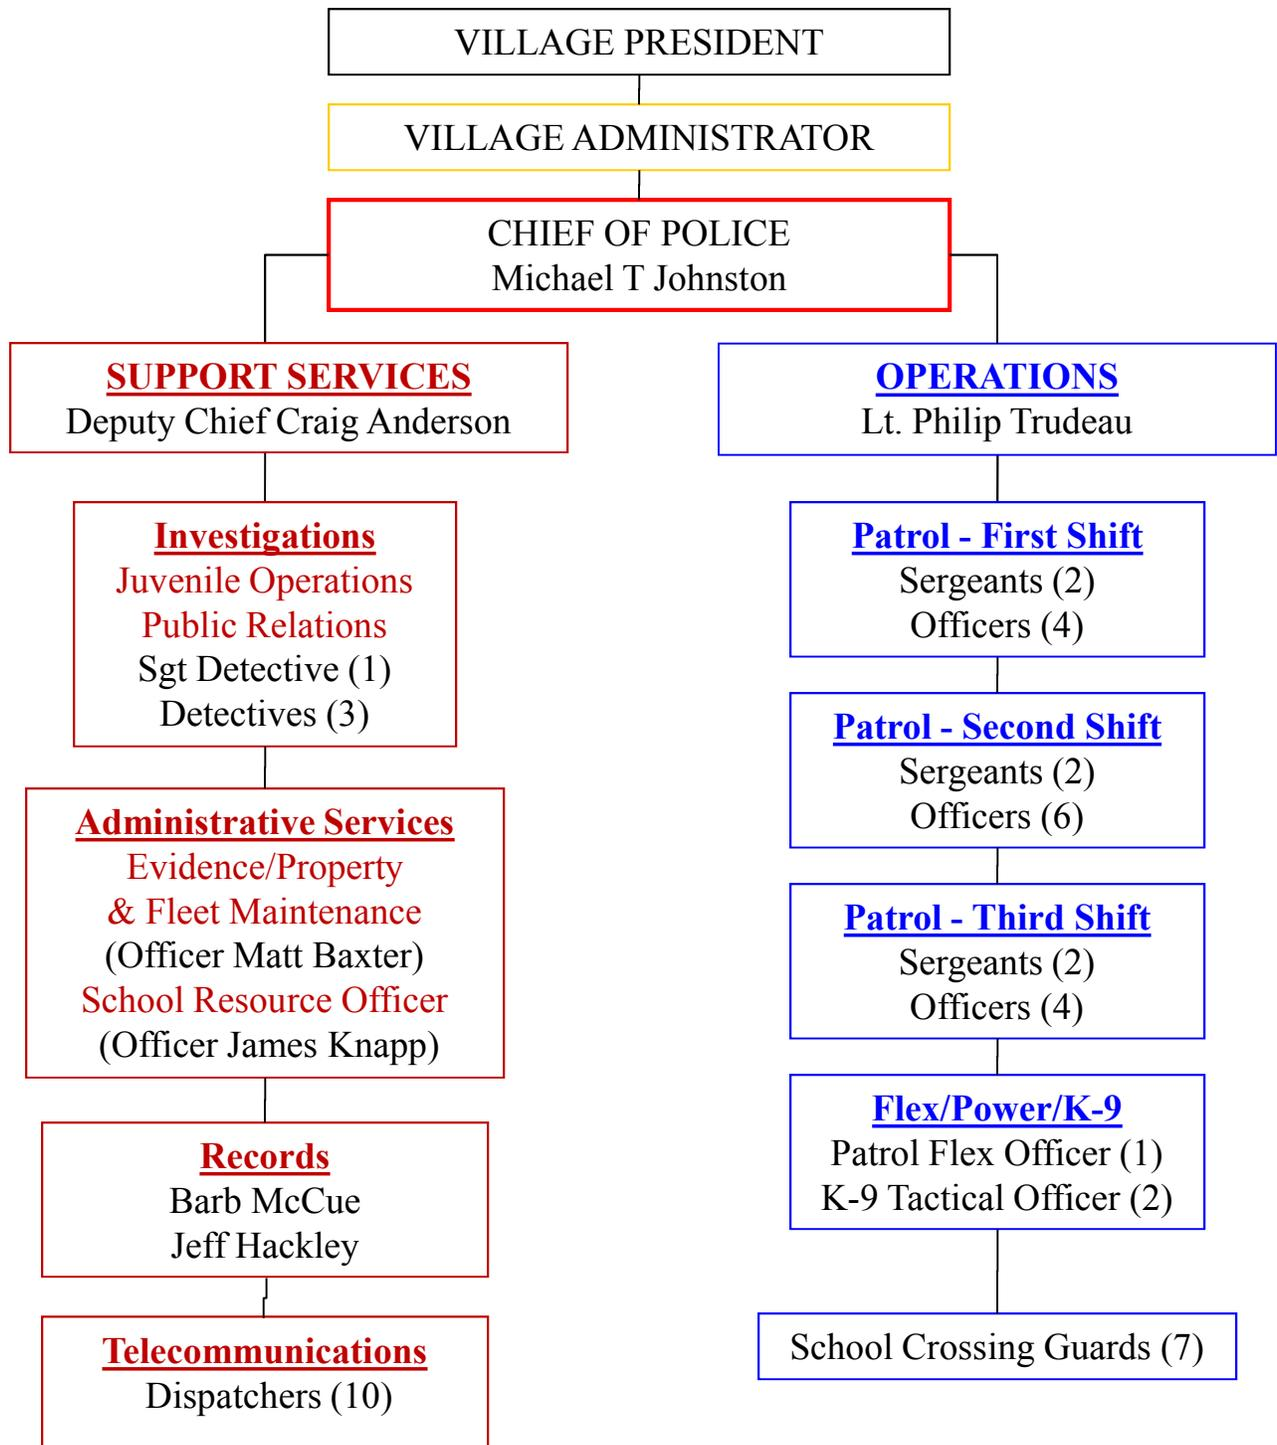 VILLAGE PRESIDENT
VILLAGE ADMINISTRATOR
CHIEF OF POLICE
Michael T Johnston
SUPPORT SERVICES
Deputy Chief Craig Anderson
Investigations
Juvenile Operations
Public Relations
Sgt Detective (1)
Detectives (3)
Administrative Services
Evidence/Property
& Fleet Maintenance
(Officer Matt Baxter)
School Resource Officer
(Officer James Knapp)
Records
Barb McCue
Jeff Hackley
Telecommunications
Dispatchers (10)
OPERATIONS
Lt. Philip Trudeau
Patrol - First Shift
Sergeants (2)
Officers (4)
Patrol - Second Shift
Sergeants (2)
Officers (6)
Patrol - Third Shift
Sergeants (2)
Officers (4)
Flex/Power/K-9
Patrol Flex Officer (1)
K-9 Tactical Officer (2)
School Crossing Guards (7)